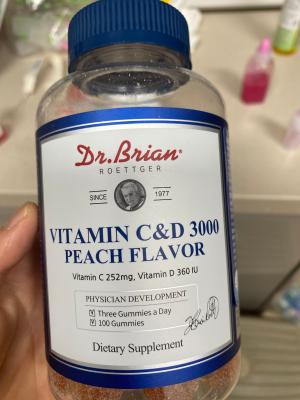 Dr.Brian®
ROETTGER
SINCE 1977
VITAMIN C&D 3000
PEACH FLAVOR
Vitamin C 252mg, Vitamin D 360 IU
PHYSICIAN DEVELOPMENT
Three Gummies a Day
100 Gummies
Dietary Supplement